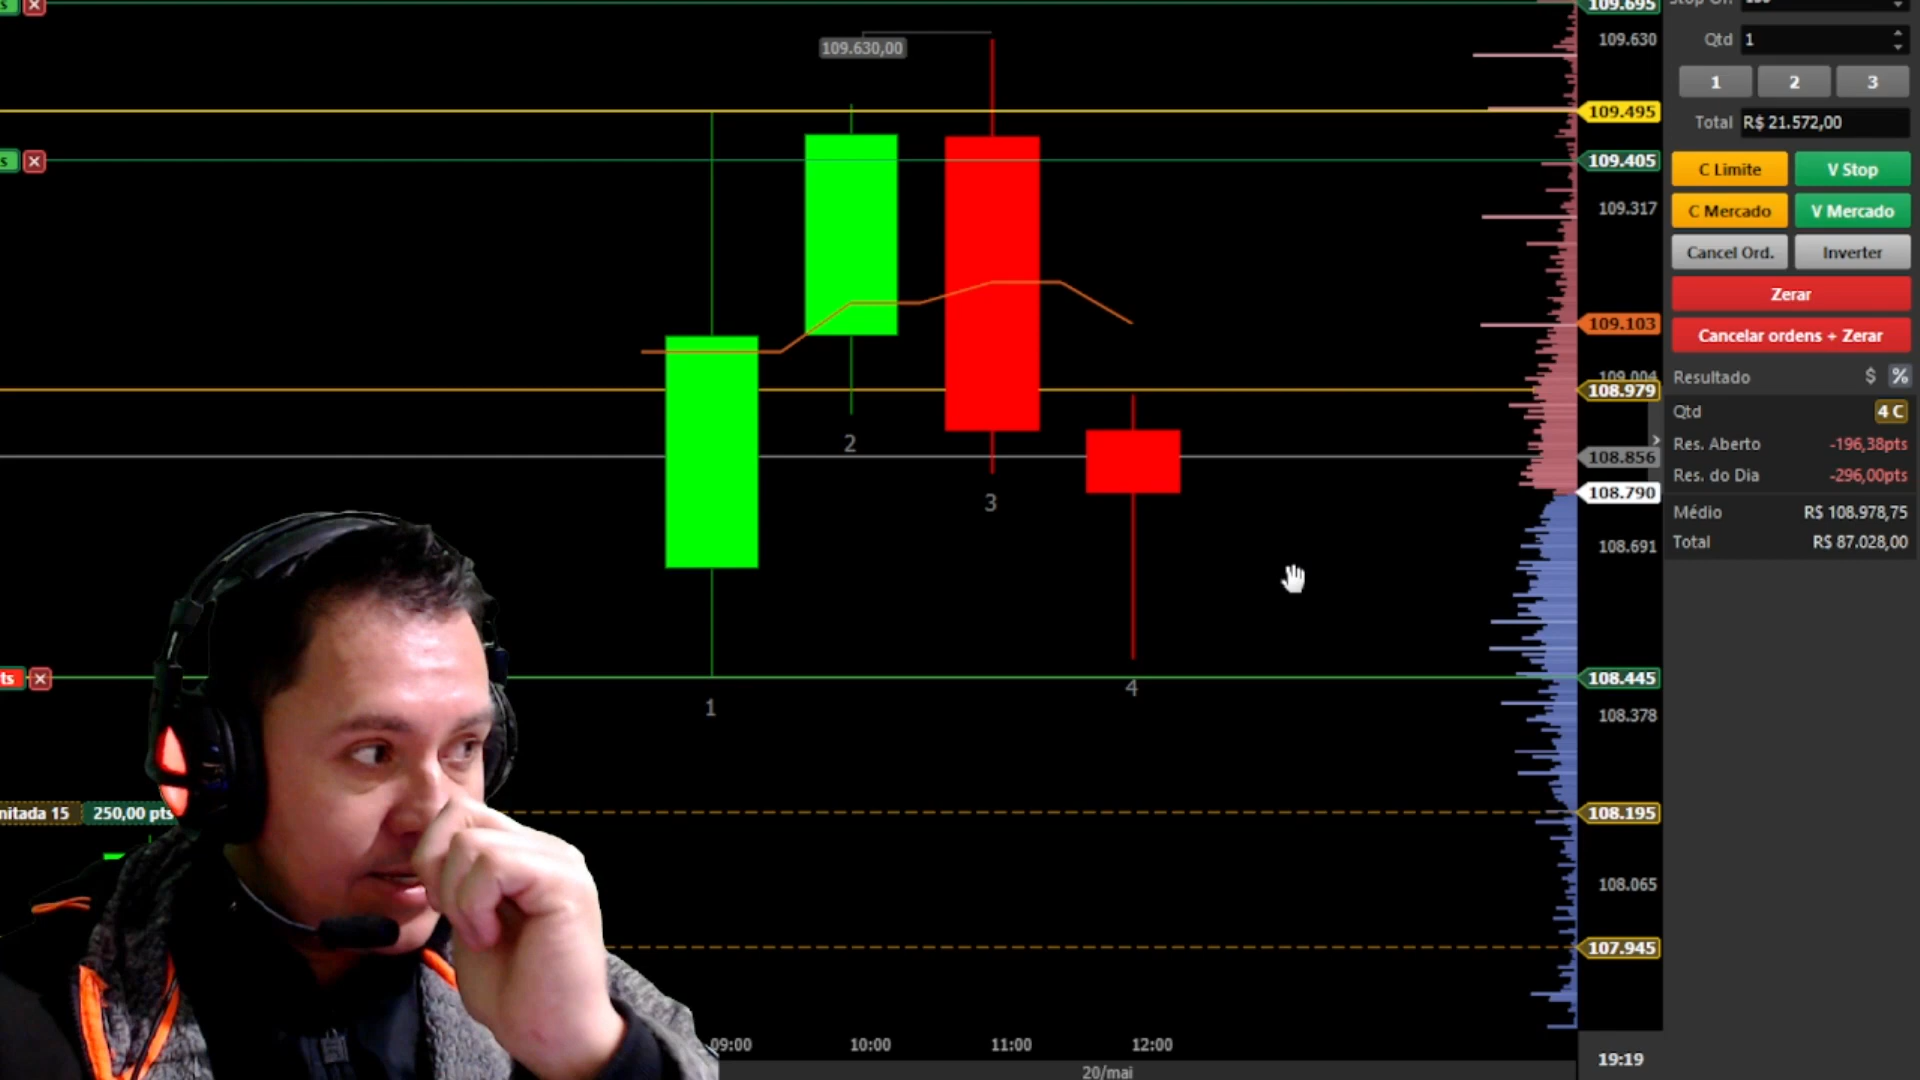 s
109.695
109.630,00
109.630
Qtd 1
1 2 3
109.495
Total R$ 21.572,00
s
109.405
C Limite V Stop
109.317
C Mercado V Mercado
Cancel Ord. Inverter
Zerar
109.103
Cancelar ordens + Zerar
109.004
Resultado $ %
108.979
Qtd 4 C
2
Res. Aberto -196,38pts
108.856
Res. do Dia -296,00pts
108.790
3
Médio R$ 108.978,75
108.691
Total R$ 87.028,00
ts
108.445
4
1
108.378
nitada 15 250,00 pts
108.195
108.065
107.945
09:00 10:00 11:00 12:00
20/mai
19:19